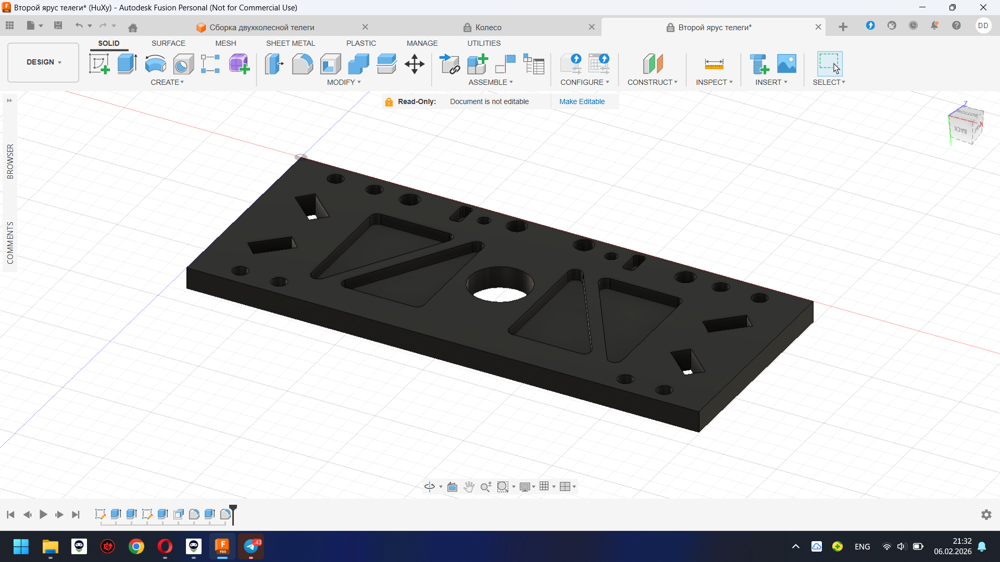 Второй ярус телеги* (HuXy) - Autodesk Fusion Personal (Not for Commercial Use)
Сборка двухколесной телеги
Колесо
Второй ярус телеги*
DD
SOLID SURFACE MESH SHEET METAL PLASTIC MANAGE UTILITIES
DESIGN
CREATE MODIFY ASSEMBLE CONFIGURE CONSTRUCT INSPECT INSERT SELECT
Read-Only: Document is not editable Make Editable
Z
BOTTOM
BACK
X
Y
BROWSER
COMMENTS
F
FUS
43
ENG
21:32
06.02.2026